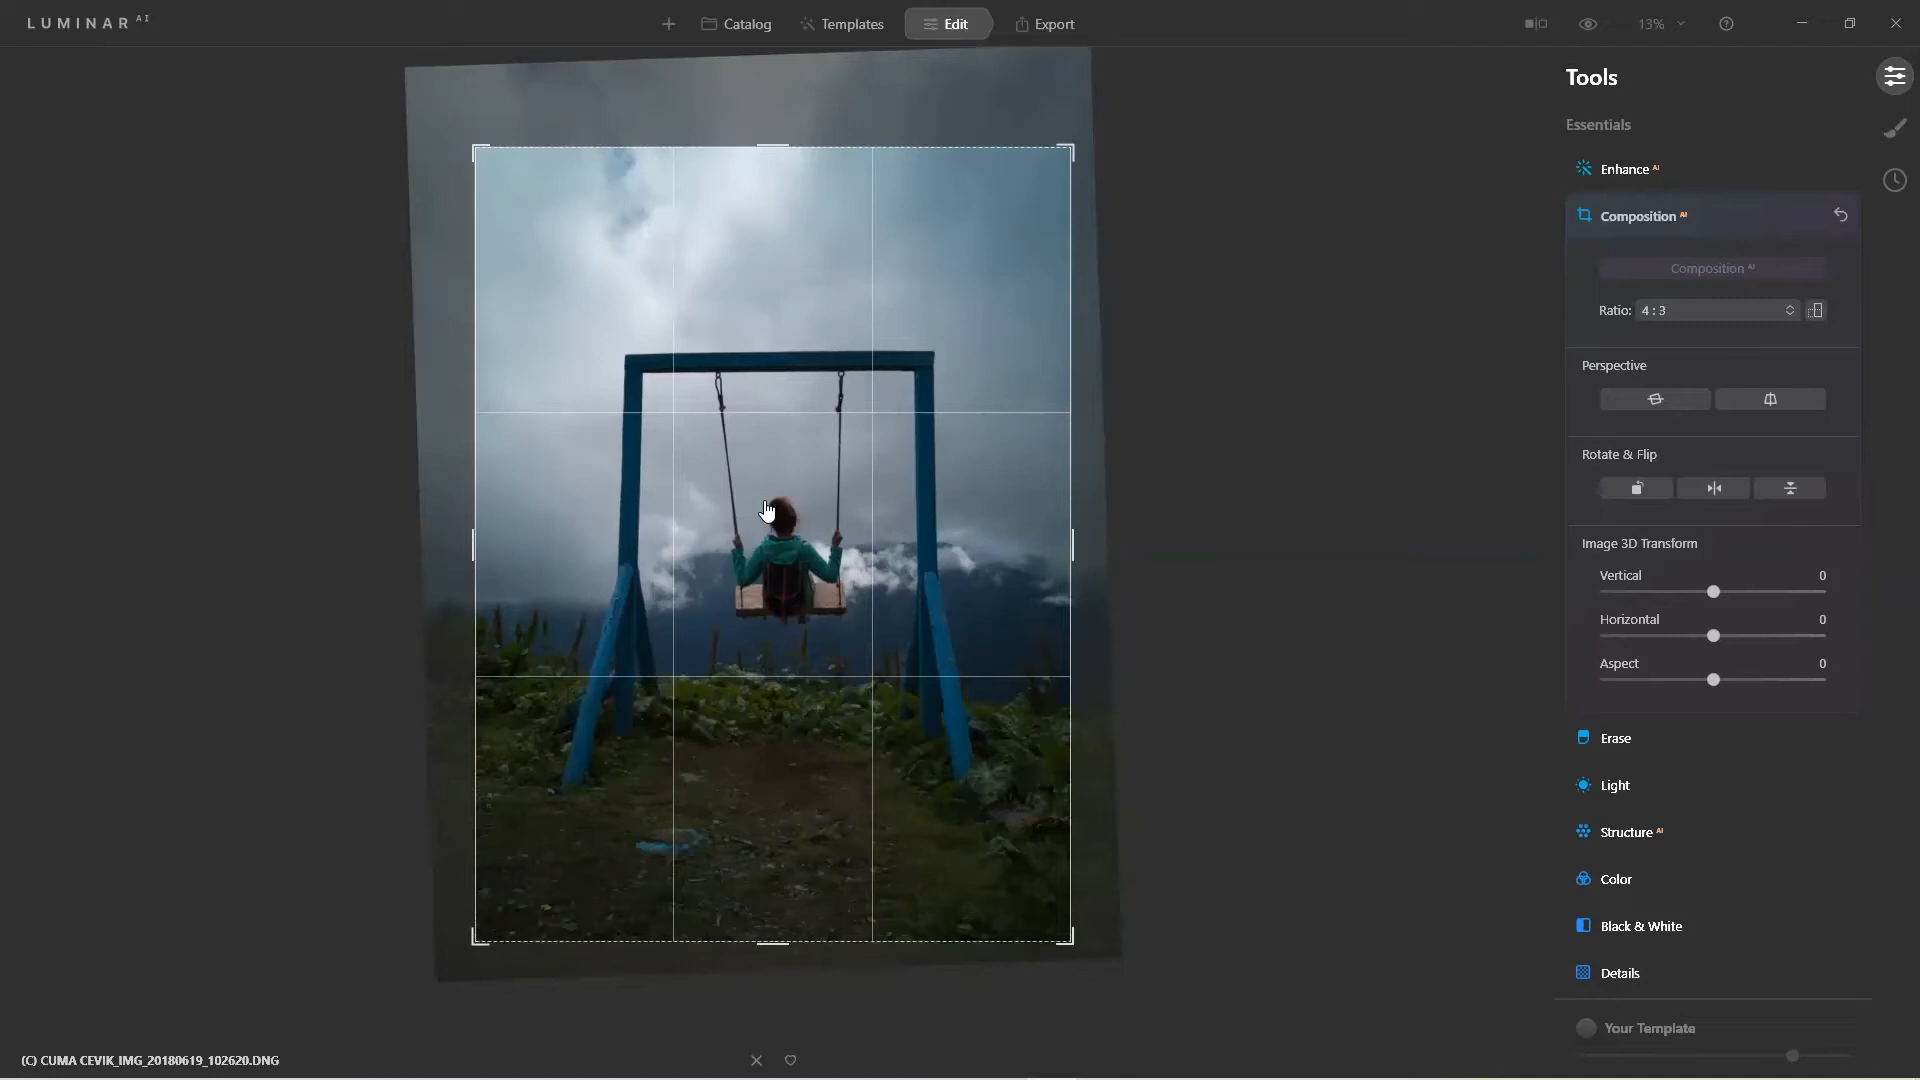 LUMINAR AI
Catalog
Templates
Edit
Export
13%
Tools
Essentials
Enhance AI
Composition AI
Composition AI
Ratio: 4 : 3
Perspective
Rotate & Flip
Image 3D Transform
Vertical 0
Horizontal 0
Aspect 0
Erase
Light
Structure AI
Color
Black & White
Details
Your Template
(C) CUMA CEVIK_IMG_20180619_102620.DNG